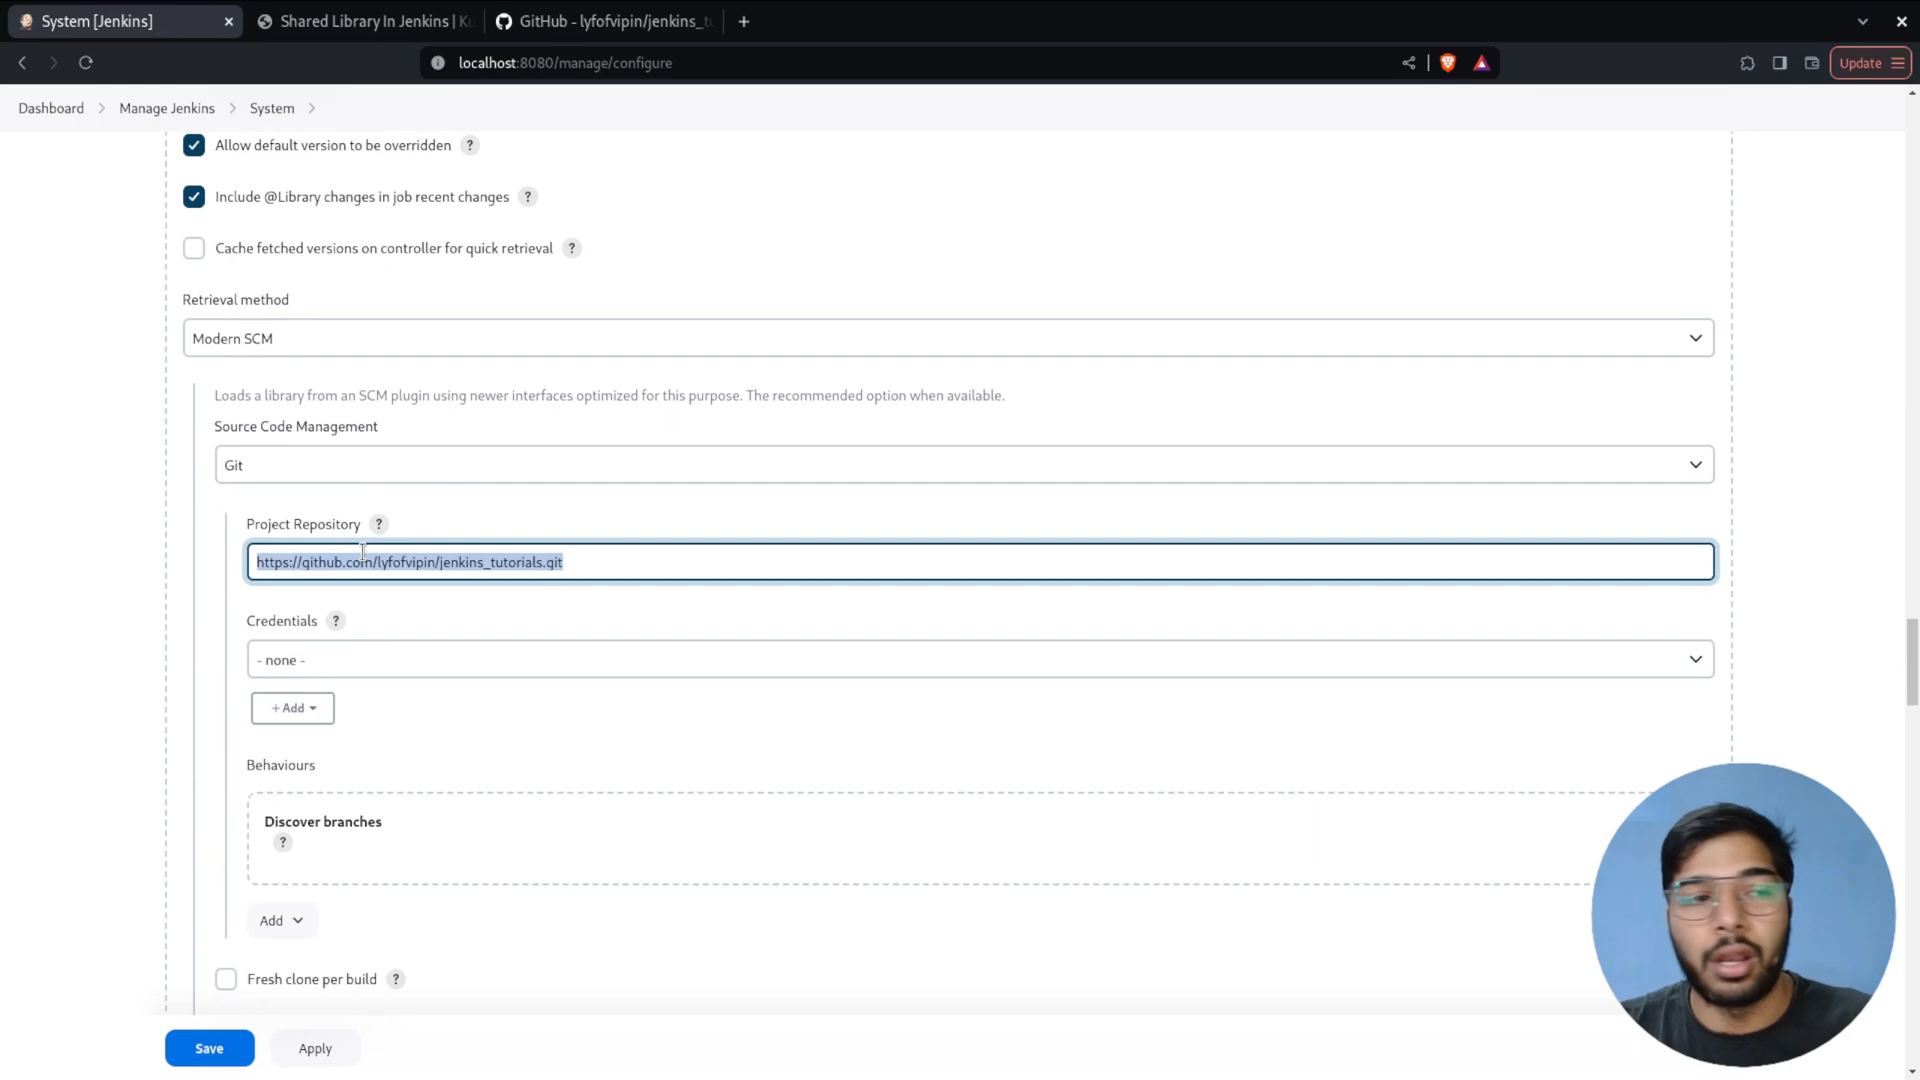 System [Jenkins]
Shared Library In Jenkins |
GitHub - lyfofvipin/jenkins_tu
localhost:8080/manage/configure
Update
Dashboard
Manage Jenkins
System
Allow default version to be overridden ?
Include @Library changes in job recent changes ?
Cache fetched versions on controller for quick retrieval ?
Retrieval method
Modern SCM
Loads a library from an SCM plugin using newer interfaces optimized for this purpose. The recommended option when available.
Source Code Management
Git
Project Repository ?
https://github.com/lyfofvipin/jenkins_tutorials.git
Credentials ?
- none -
+ Add
Behaviours
Discover branches
?
Add
Fresh clone per build ?
Save
Apply